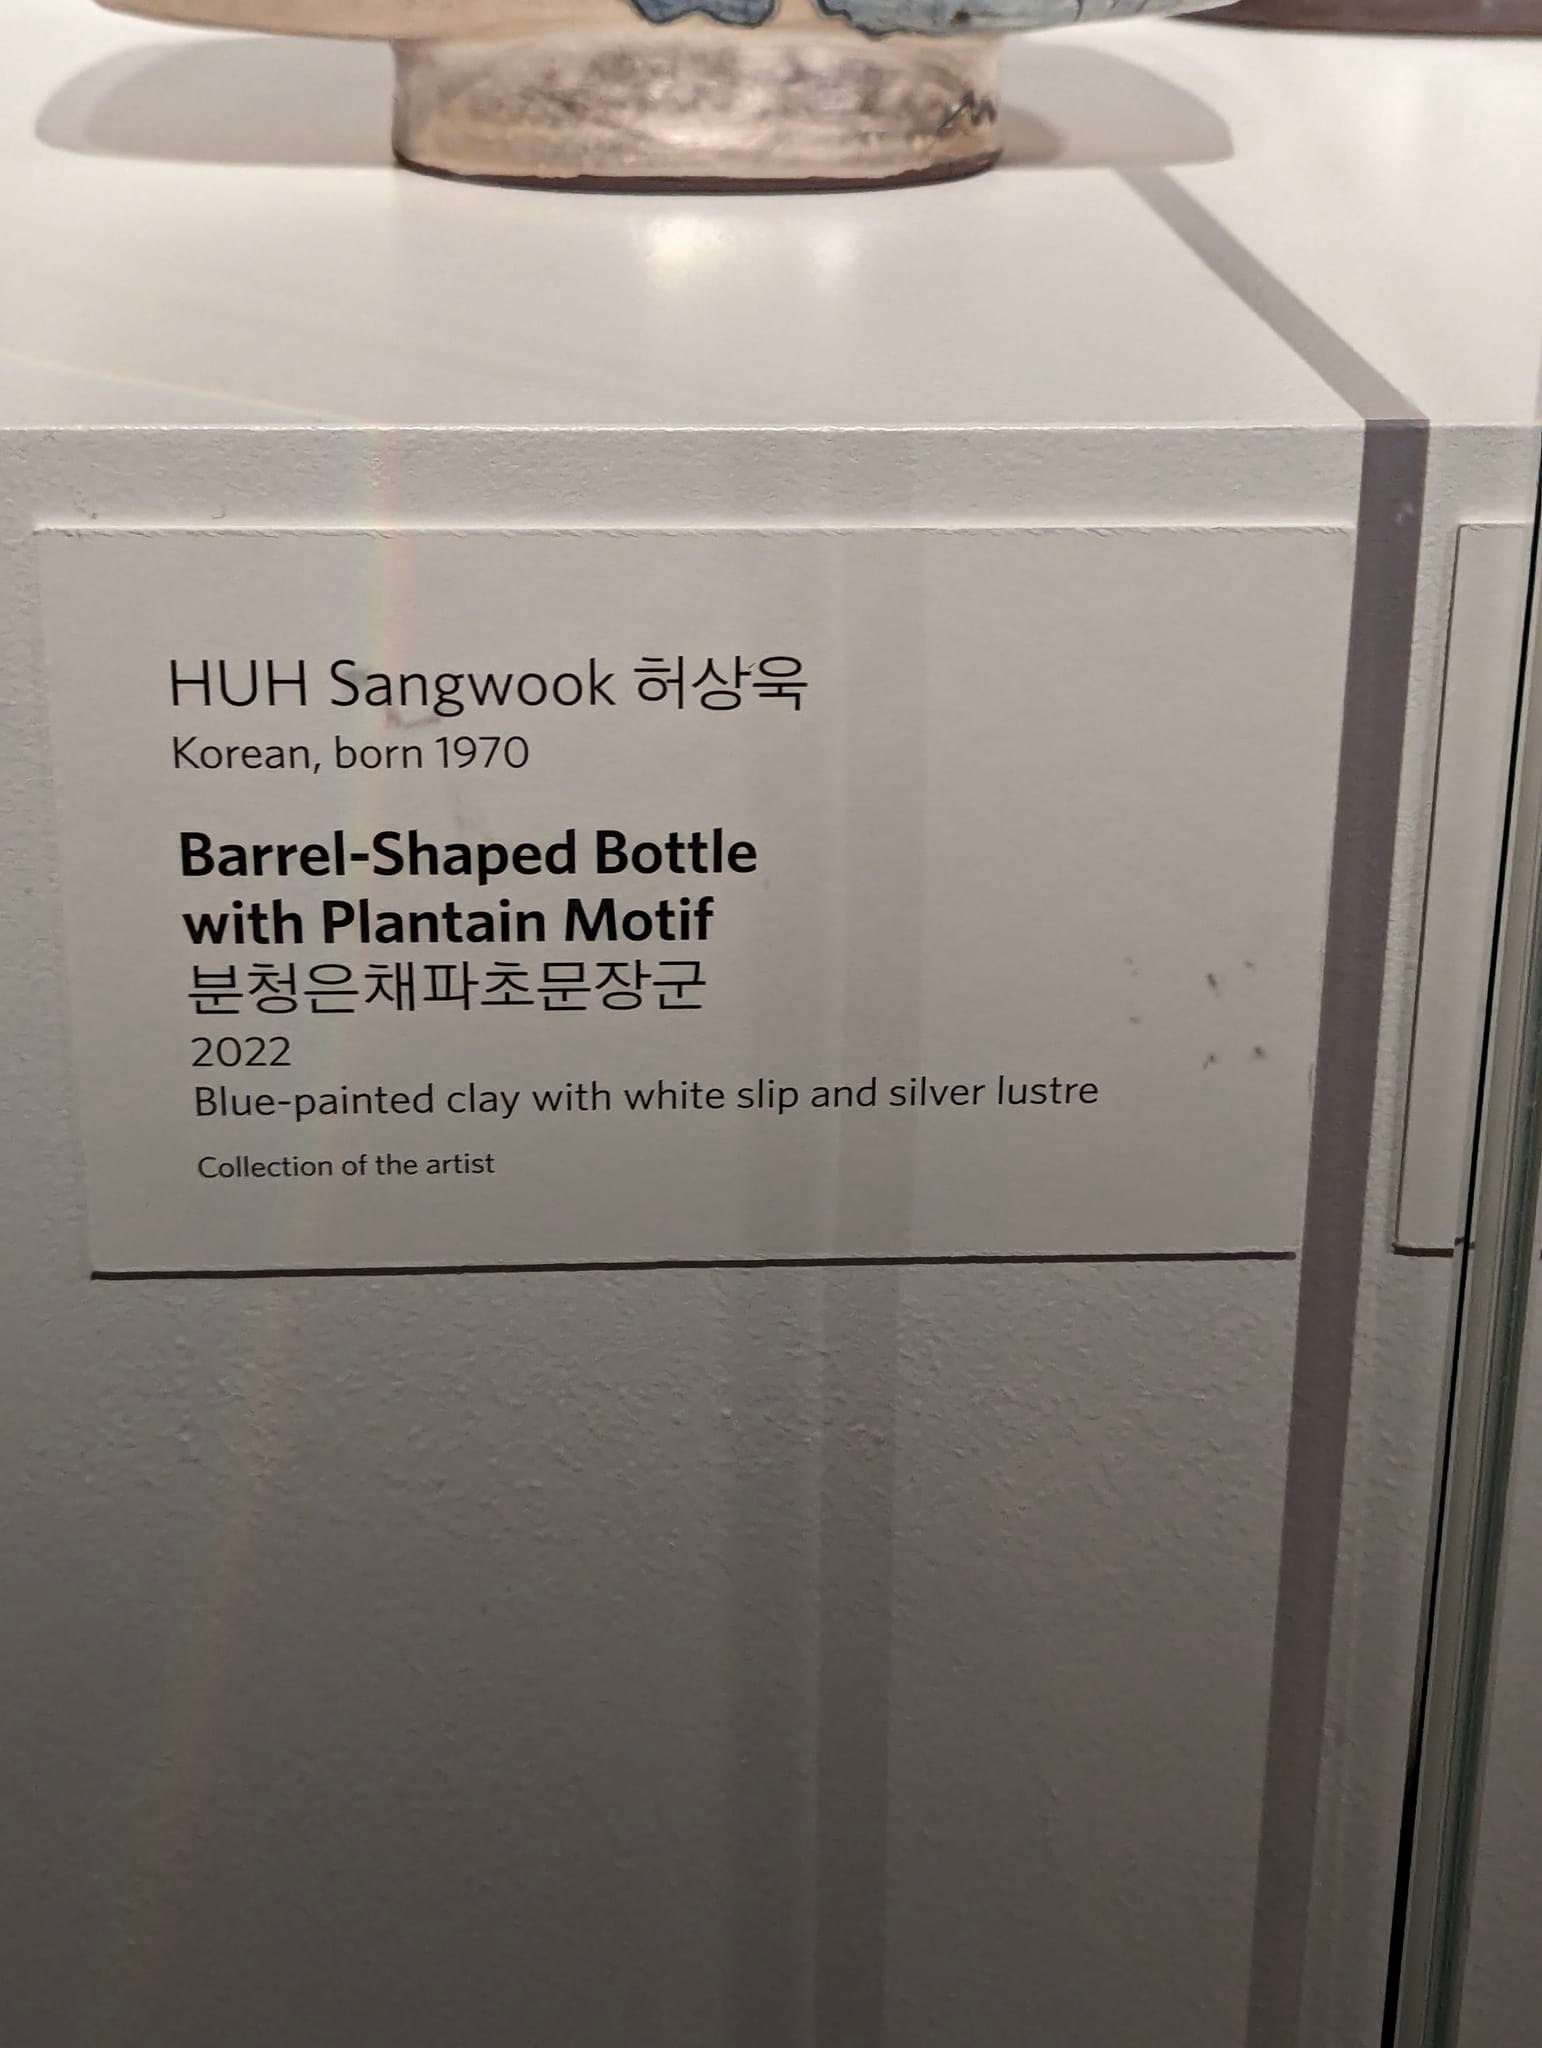 HUH Sangwook 허상욱
Korean, born 1970
Barrel-Shaped Bottle
with Plantain Motif
분청은채파초문장군
2022
Blue-painted clay with white slip and silver lustre
Collection of the artist